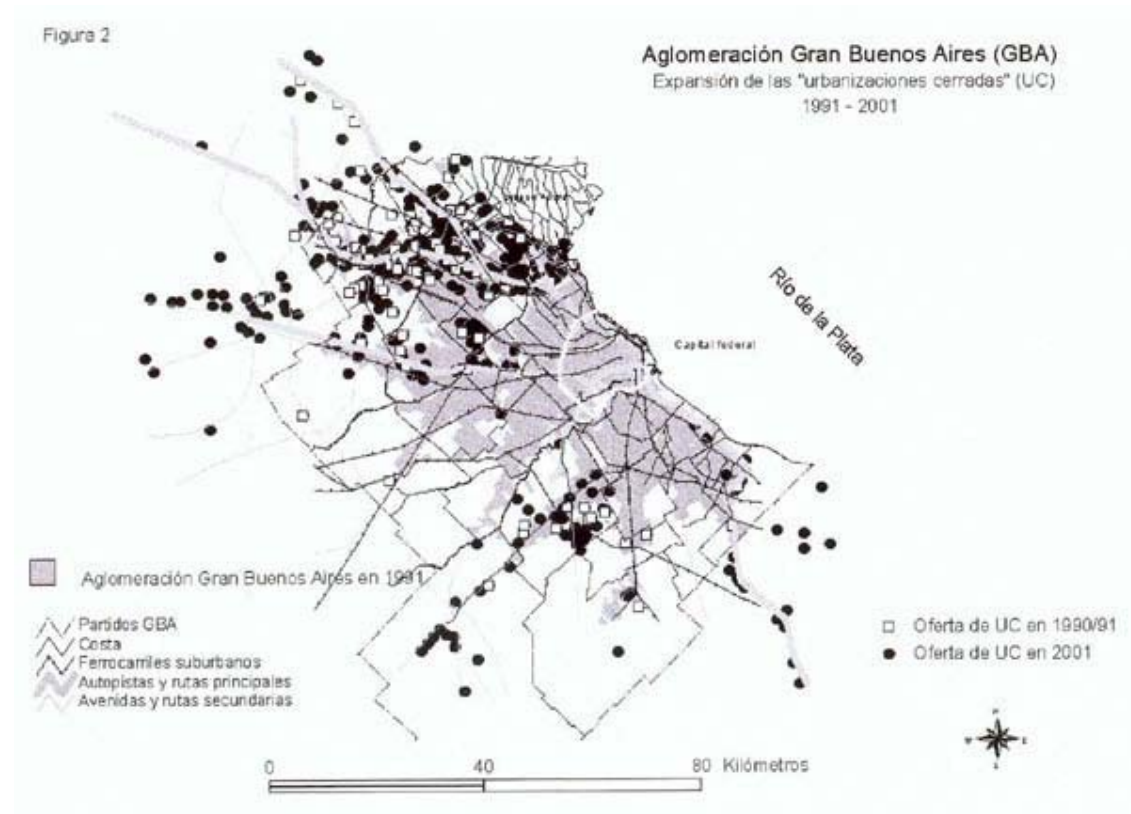 Figura 2
Aglomeración Gran Buenos Aires (GBA)
Expansión de las "urbanizaciones cerradas" (UC)
1991 - 2001
Río de la Plata
Capital federal
Aglomeración Gran Buenos Aires en 1991
Partidos GBA
Costa
Ferrocarriles suburbanos
Autopistas y rutas principales
Avenidas y rutas secundarias
Oferta de UC en 1990/91
Oferta de UC en 2001
0 40 80 Kilómetros